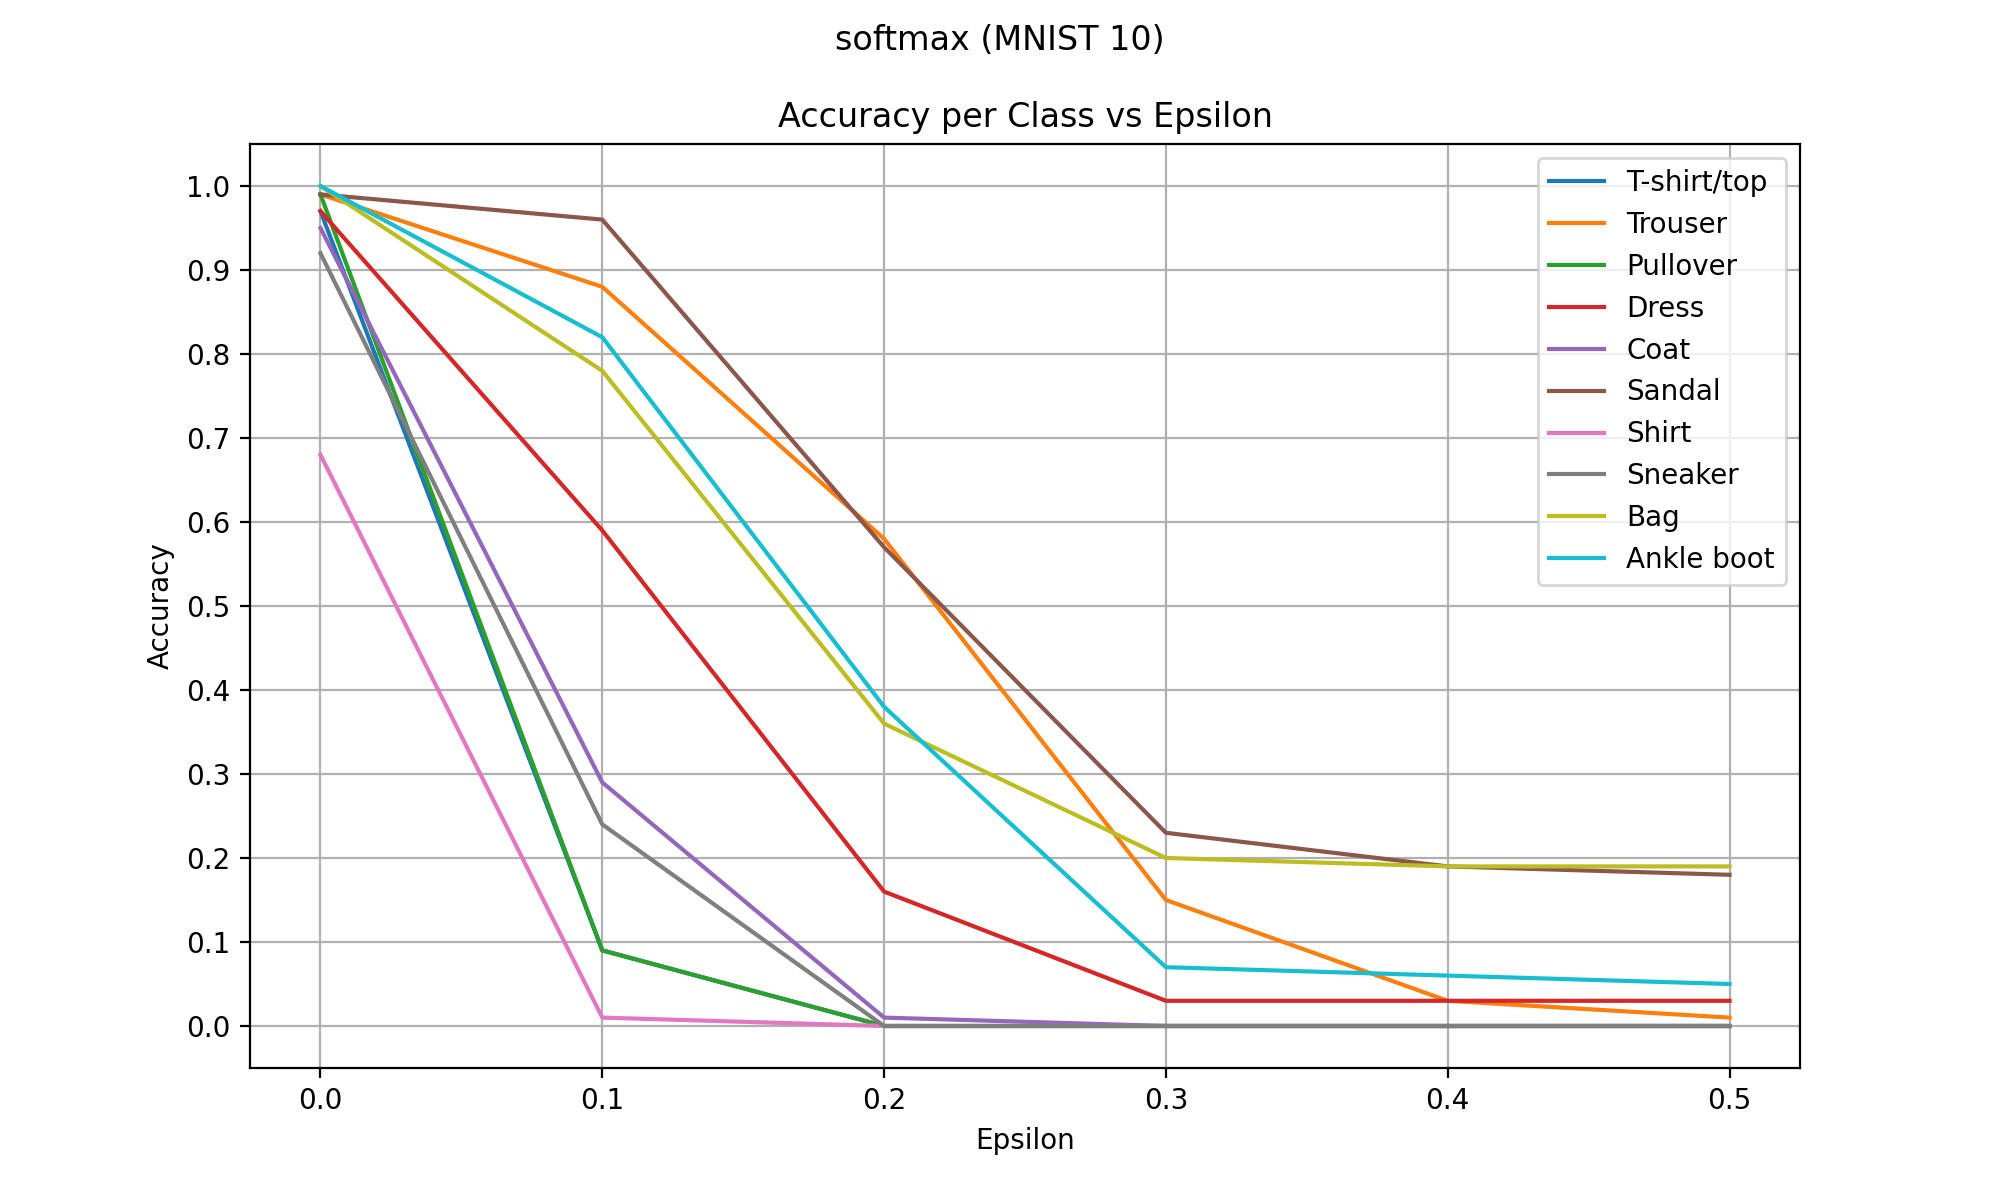 softmax (MNIST 10)
Accuracy per Class vs Epsilon
1.0
0.9
0.8
0.7
0.6
0.5
0.4
0.3
0.2
0.1
0.0
Accuracy
T-shirt/top
Trouser
Pullover
Dress
Coat
Sandal
Shirt
Sneaker
Bag
Ankle boot
0.0 0.1 0.2 0.3 0.4 0.5
Epsilon